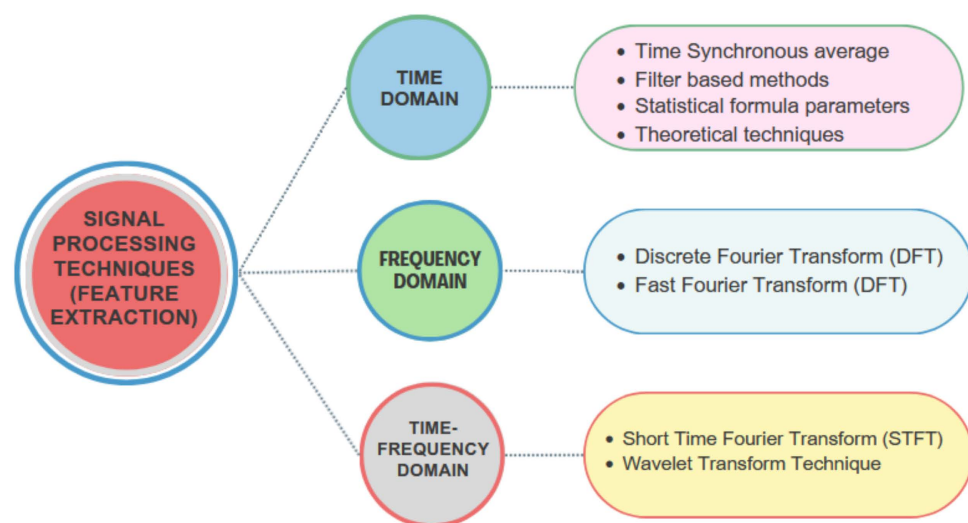 SIGNAL
PROCESSING
TECHNIQUES
(FEATURE
EXTRACTION)
TIME
DOMAIN
• Time Synchronous average
• Filter based methods
• Statistical formula parameters
• Theoretical techniques
FREQUENCY
DOMAIN
• Discrete Fourier Transform (DFT)
• Fast Fourier Transform (DFT)
TIME-
FREQUENCY
DOMAIN
• Short Time Fourier Transform (STFT)
• Wavelet Transform Technique